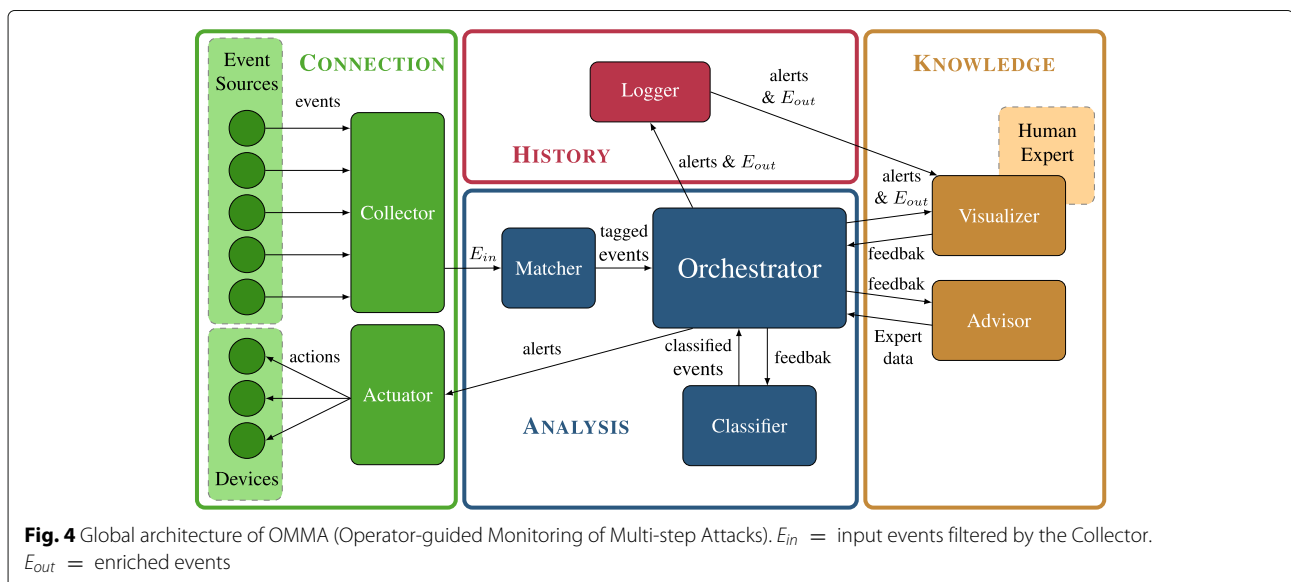 Event
Sources
CONNECTION
events
Collector
actions
Actuator
Devices
Logger
HISTORY
alerts
& E_out
alerts & E_out
E_in
Matcher
tagged
events
Orchestrator
alerts
classified
events
feedbak
Classifier
ANALYSIS
KNOWLEDGE
Human
Expert
alerts
& E_out
Visualizer
feedbak
feedbak
Advisor
Expert
data
Fig. 4 Global architecture of OMMA (Operator-guided Monitoring of Multi-step Attacks). E_in = input events filtered by the Collector.
E_out = enriched events